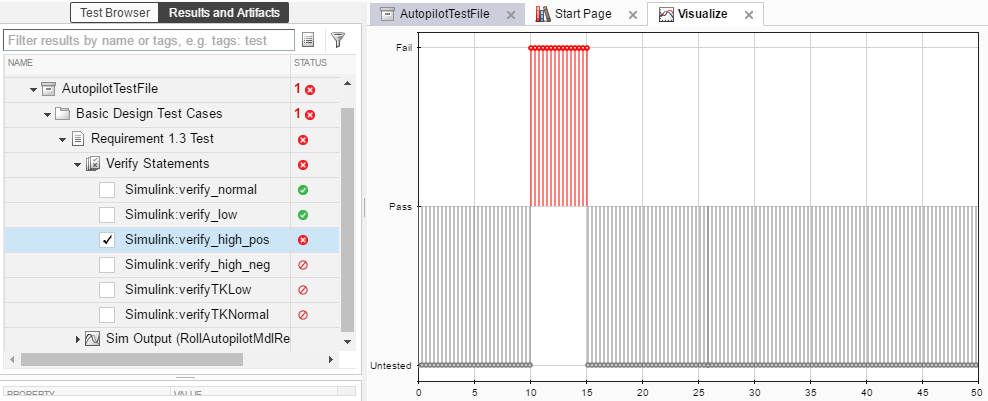 Test Browser
Results and Artifacts
Filter results by name or tags, e.g. tags: test
NAME
STATUS
AutopilotTestFile
1
Basic Design Test Cases
1
Requirement 1.3 Test
Verify Statements
Simulink:verify_normal
Simulink:verify_low
Simulink:verify_high_pos
Simulink:verify_high_neg
Simulink:verifyTKLow
Simulink:verifyTKNormal
Sim Output (RollAutopilotMdlRe
PROPERTY
VALUE
AutopilotTestFile
Start Page
Visualize
Fail
Pass
Untested
0 5 10 15 20 25 30 35 40 45 50